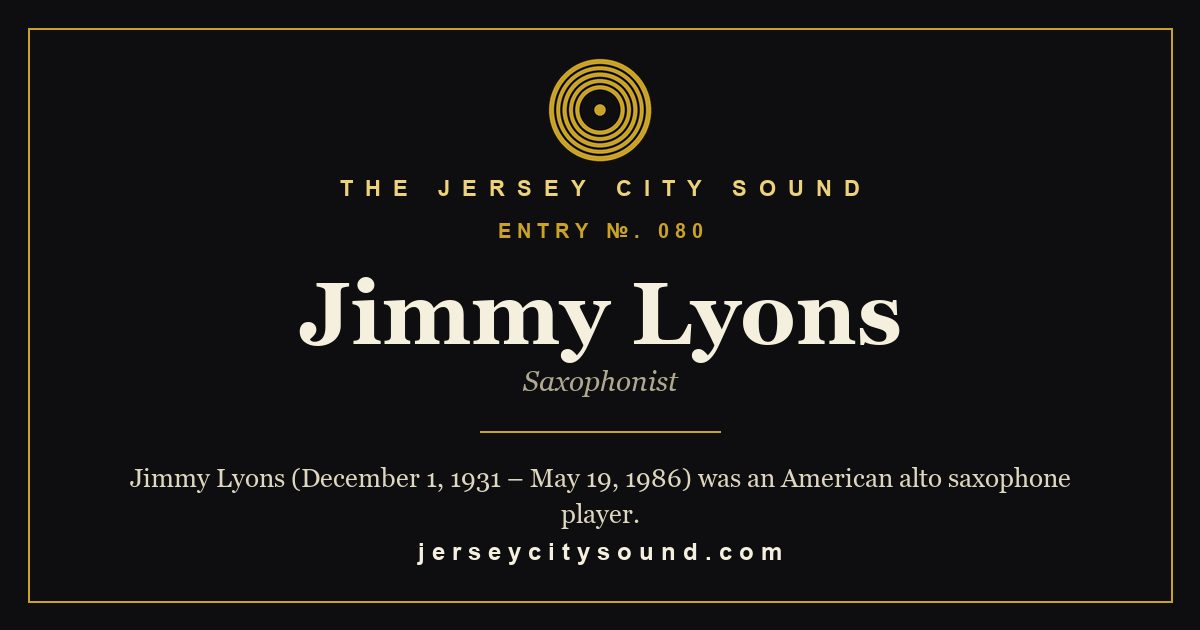 THE JERSEY CITY SOUND
ENTRY №. 080
Jimmy Lyons
Saxophonist
Jimmy Lyons (December 1, 1931 – May 19, 1986) was an American alto saxophone
player.
jerseycitysound.com